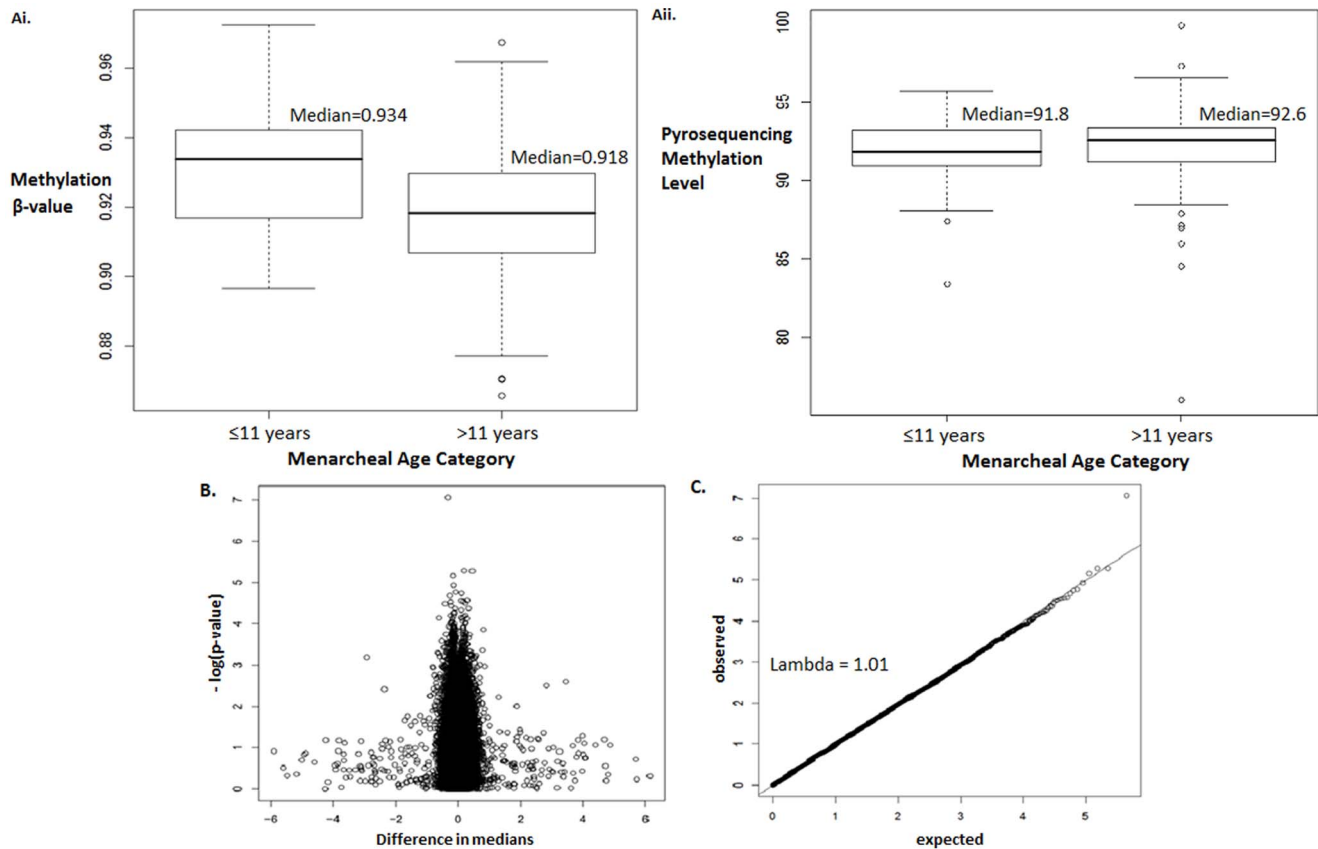 Ai.
0.96
0.94
0.92
0.90
0.88
Methylation
β-value
Median=0.934
Median=0.918
≤11 years
>11 years
Menarcheal Age Category
Aii.
100
95
90
85
80
Pyrosequencing
Methylation
Level
Median=91.8
Median=92.6
≤11 years
>11 years
Menarcheal Age Category
B.
7
6
5
4
3
2
1
0
- log(p-value)
-6
-4
-2
0
2
4
6
Difference in medians
C.
7
6
5
4
3
2
1
0
observed
Lambda = 1.01
0
1
2
3
4
5
expected